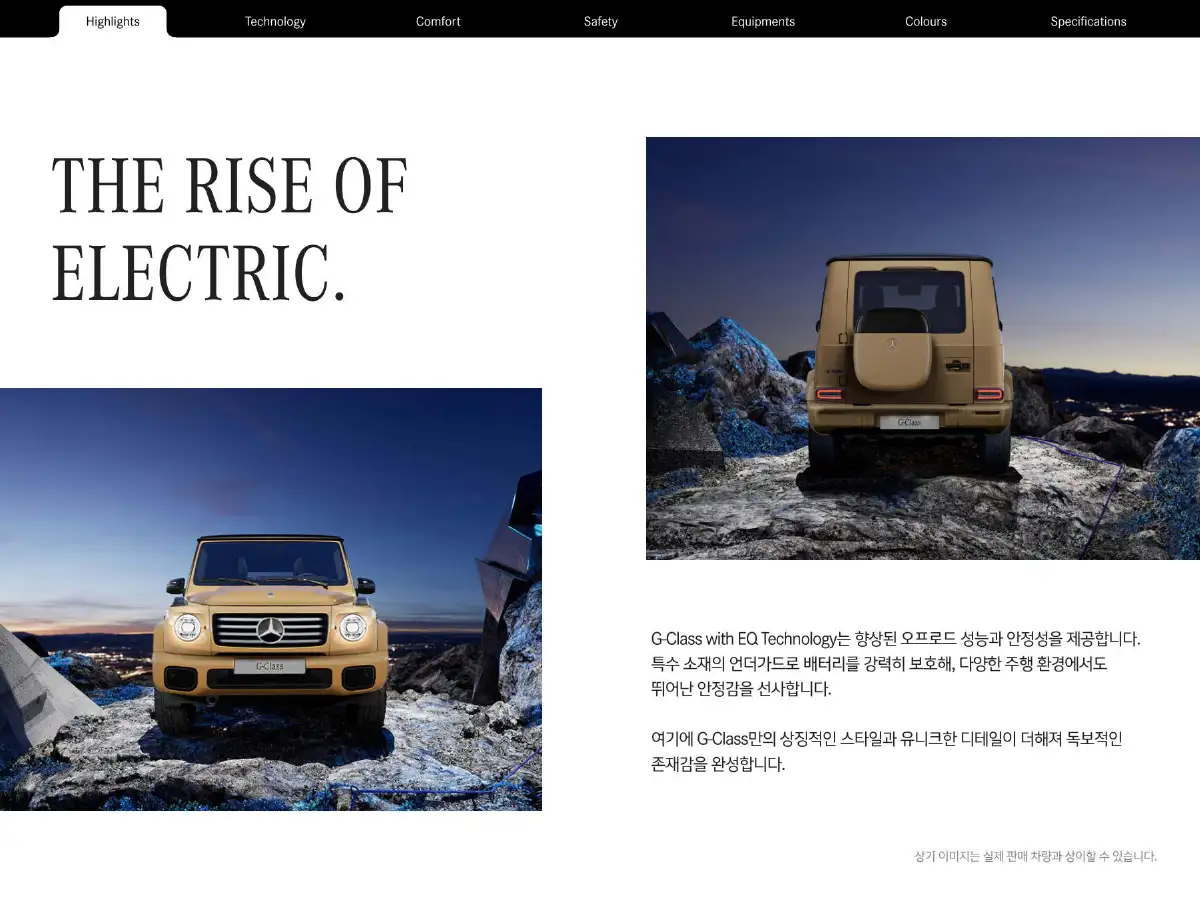 Highlights
Technology
Comfort
Safety
Equipments
Colours
Specifications
THE RISE OF
ELECTRIC.
G-Class
G-Class
G-Class with EQ Technology는 향상된 오프로드 성능과 안정성을 제공합니다.
특수 소재의 언더가드로 배터리를 강력히 보호해, 다양한 주행 환경에서도
뛰어난 안정감을 선사합니다.
여기에 G-Class만의 상징적인 스타일과 유니크한 디테일이 더해져 독보적인
존재감을 완성합니다.
상기 이미지는 실제 판매 차량과 상이할 수 있습니다.